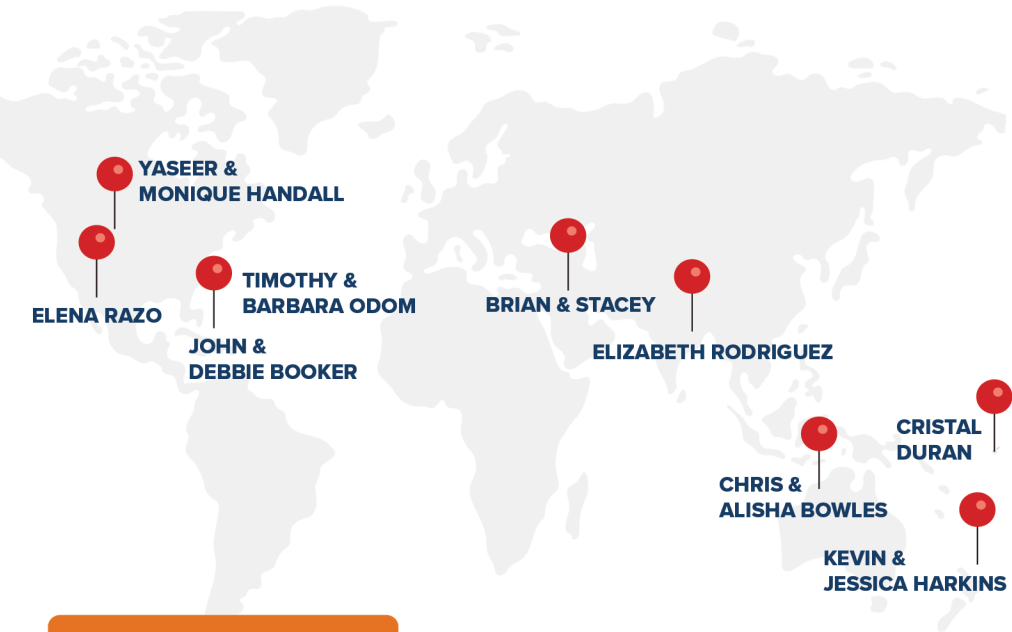 YASEER &
MONIQUE HANDALL
TIMOTHY &
BARBARA ODOM
ELENA RAZO
JOHN &
DEBBIE BOOKER
BRIAN & STACEY
ELIZABETH RODRIGUEZ
CRISTAL
DURAN
CHRIS &
ALISHA BOWLES
KEVIN &
JESSICA HARKINS